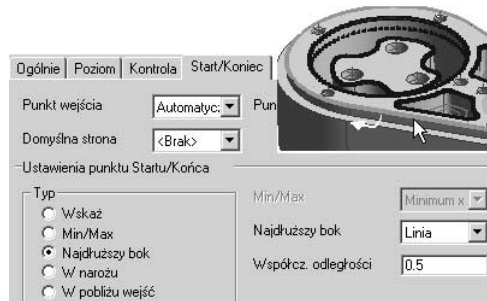 Ogólnie Poziom Kontrola Start/Koniec
Punkt wejścia Automatyc: Pun
Domyślna strona <Brak>
Ustawienia punktu Startu/Końca
Typ
Wskaż
Min/Max
Najdłuższy bok
W narożu
W pobliżu wejść
Min/Max Minimum x
Najdłuższy bok Linia
Współcz. odległości 0.5